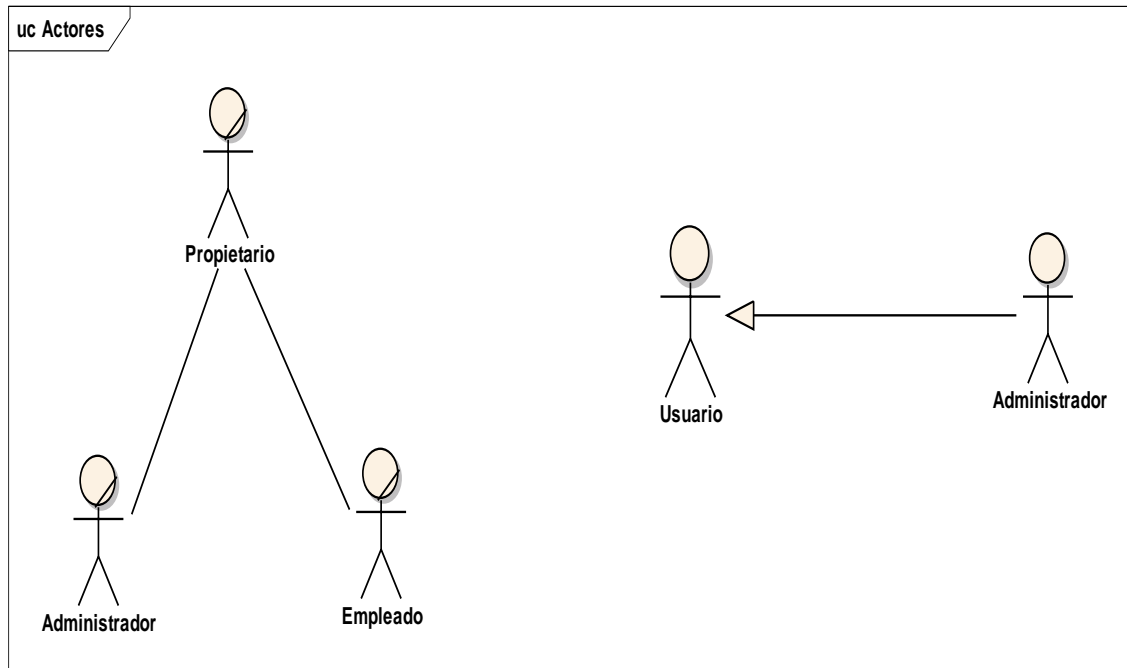 uc Actores
Propietario
Usuario
Administrador
Administrador
Empleado